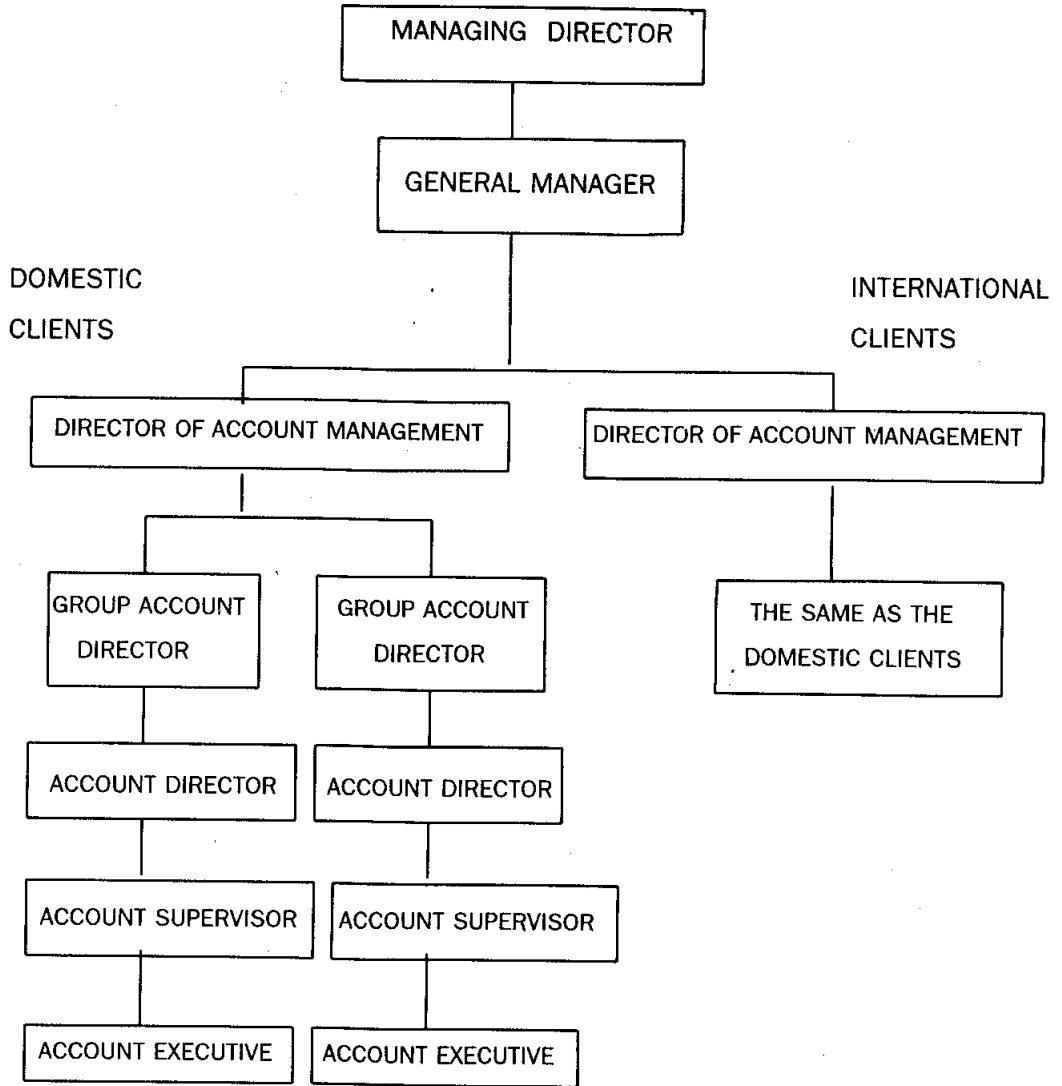 MANAGING DIRECTOR
GENERAL MANAGER
DOMESTIC
CLIENTS
INTERNATIONAL
CLIENTS
DIRECTOR OF ACCOUNT MANAGEMENT
DIRECTOR OF ACCOUNT MANAGEMENT
GROUP ACCOUNT
DIRECTOR
GROUP ACCOUNT
DIRECTOR
THE SAME AS THE
DOMESTIC CLIENTS
ACCOUNT DIRECTOR
ACCOUNT DIRECTOR
ACCOUNT SUPERVISOR
ACCOUNT SUPERVISOR
ACCOUNT EXECUTIVE
ACCOUNT EXECUTIVE